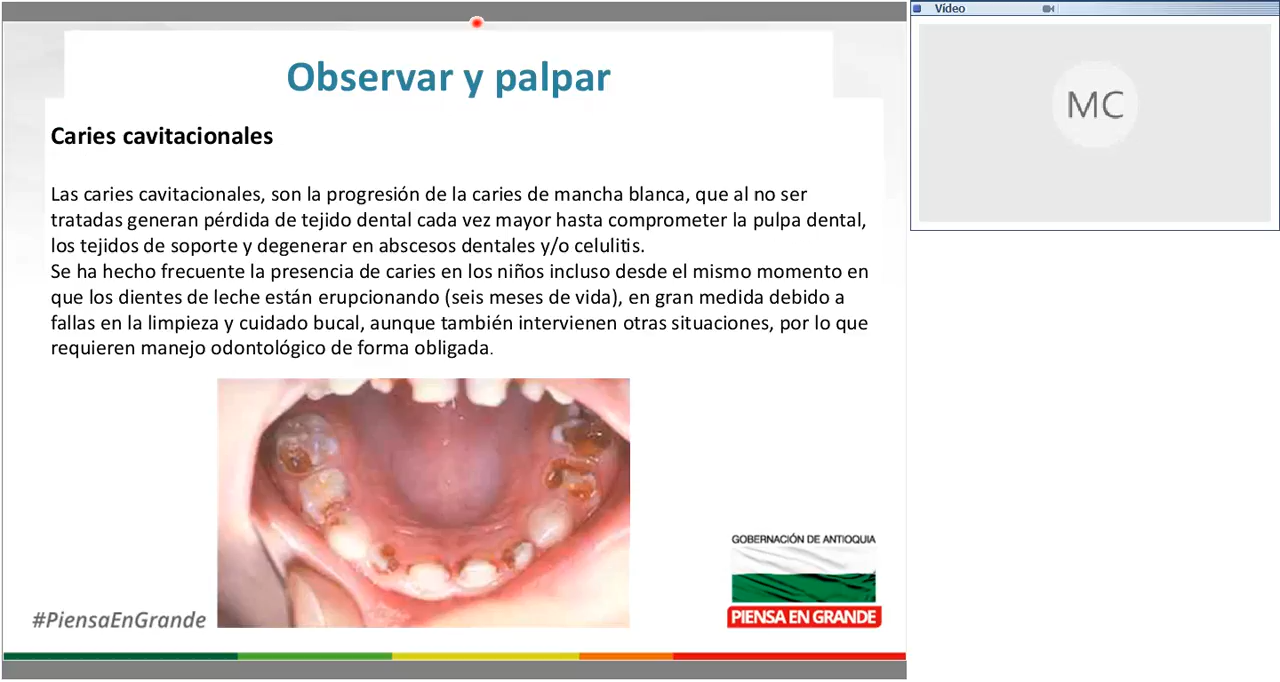 Vídeo
MC
Observar y palpar
Caries cavitacionales
Las caries cavitacionales, son la progresión de la caries de mancha blanca, que al no ser
tratadas generan pérdida de tejido dental cada vez mayor hasta comprometer la pulpa dental,
los tejidos de soporte y degenerar en abscesos dentales y/o celulitis.
Se ha hecho frecuente la presencia de caries en los niños incluso desde el mismo momento en
que los dientes de leche están erupcionando (seis meses de vida), en gran medida debido a
fallas en la limpieza y cuidado bucal, aunque también intervienen otras situaciones, por lo que
requieren manejo odontológico de forma obligada.
GOBERNACIÓN DE ANTIOQUIA
PIENSA EN GRANDE
#PiensaEnGrande